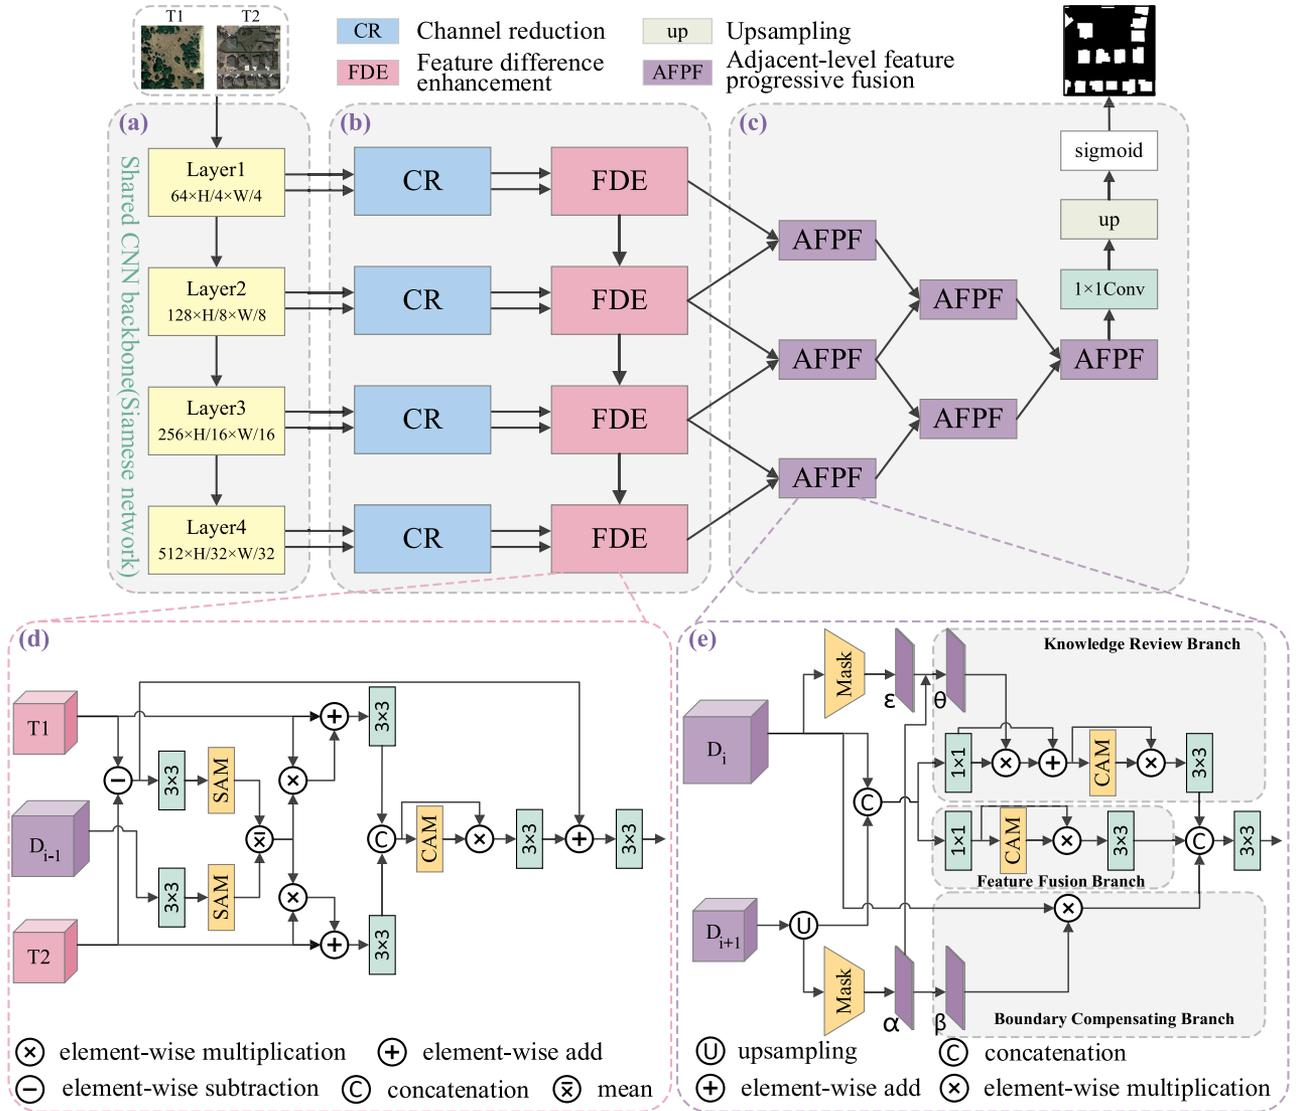 T1 T2
CR Channel reduction
up Upsampling
FDE Feature difference
enhancement
AFPF Adjacent-level feature
progressive fusion
(a)
Shared CNN backbone(Siamese network)
Layer1
64×H/4×W/4
Layer2
128×H/8×W/8
Layer3
256×H/16×W/16
Layer4
512×H/32×W/32
(b)
CR FDE
CR FDE
CR FDE
CR FDE
(c)
AFPF
AFPF
AFPF
AFPF
AFPF
AFPF
sigmoid
up
1×1Conv
(d)
T1
D_{i-1}
T2
−
3×3
SAM
3×3
SAM
x̄
×
×
+
+
3×3
3×3
C
CAM
×
3×3
+
3×3
⊗ element-wise multiplication
⊕ element-wise add
⊖ element-wise subtraction
Ⓒ concatenation
x̄ mean
(e)
D_i
D_{i+1}
Mask
ε
θ
Knowledge Review Branch
1×1
×
+
CAM
×
3×3
C
1×1
CAM
×
3×3
C
3×3
Feature Fusion Branch
U
×
Mask
α
β
Boundary Compensating Branch
Ⓤ upsampling
Ⓒ concatenation
⊕ element-wise add
⊗ element-wise multiplication